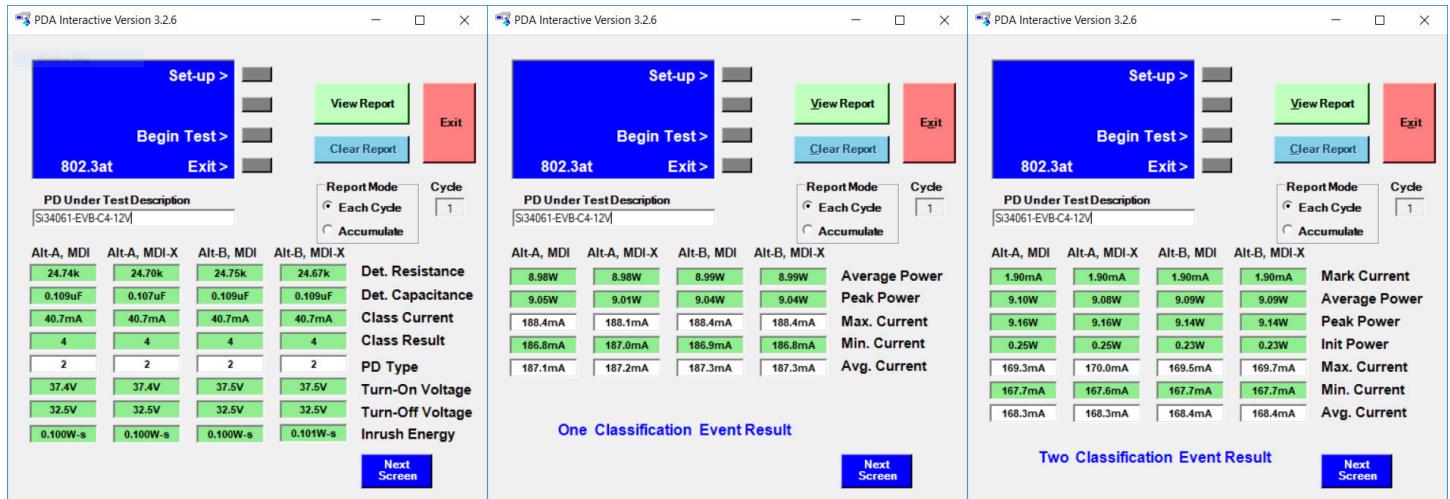 PDA Interactive Version 3.2.6
Set-up >
View Report
Exit
Begin Test >
Clear Report
802.3at Exit >
Report Mode Cycle
PD Under Test Description
Each Cycle 1
Si34061-EVB-C4-12V
Accumulate
Alt-A, MDI Alt-A, MDI-X Alt-B, MDI Alt-B, MDI-X
24.74k 24.70k 24.75k 24.67k Det. Resistance
0.109uF 0.107uF 0.109uF 0.109uF Det. Capacitance
40.7mA 40.7mA 40.7mA 40.7mA Class Current
4 4 4 4 Class Result
2 2 2 2 PD Type
37.4V 37.4V 37.5V 37.5V Turn-On Voltage
32.5V 32.5V 32.5V 32.5V Turn-Off Voltage
0.100W-s 0.100W-s 0.100W-s 0.101W-s Inrush Energy
Next
Screen
PDA Interactive Version 3.2.6
Set-up >
View Report
Exit
Begin Test >
Clear Report
802.3at Exit >
Report Mode Cycle
PD Under Test Description
Each Cycle 1
Si34061-EVB-C4-12V
Accumulate
Alt-A, MDI Alt-A, MDI-X Alt-B, MDI Alt-B, MDI-X
8.98W 8.98W 8.99W 8.99W Average Power
9.05W 9.01W 9.04W 9.04W Peak Power
188.4mA 188.1mA 188.4mA 188.4mA Max. Current
186.8mA 187.0mA 186.9mA 186.8mA Min. Current
187.1mA 187.2mA 187.3mA 187.3mA Avg. Current
One Classification Event Result
Next
Screen
PDA Interactive Version 3.2.6
Set-up >
View Report
Exit
Begin Test >
Clear Report
802.3at Exit >
Report Mode Cycle
PD Under Test Description
Each Cycle 1
Si34061-EVB-C4-12V
Accumulate
Alt-A, MDI Alt-A, MDI-X Alt-B, MDI Alt-B, MDI-X
1.90mA 1.90mA 1.90mA 1.90mA Mark Current
9.10W 9.08W 9.09W 9.09W Average Power
9.16W 9.16W 9.14W 9.14W Peak Power
0.25W 0.25W 0.23W 0.23W Init Power
169.3mA 170.0mA 169.5mA 169.7mA Max. Current
167.7mA 167.6mA 167.7mA 167.7mA Min. Current
168.3mA 168.3mA 168.4mA 168.4mA Avg. Current
Two Classification Event Result
Next
Screen